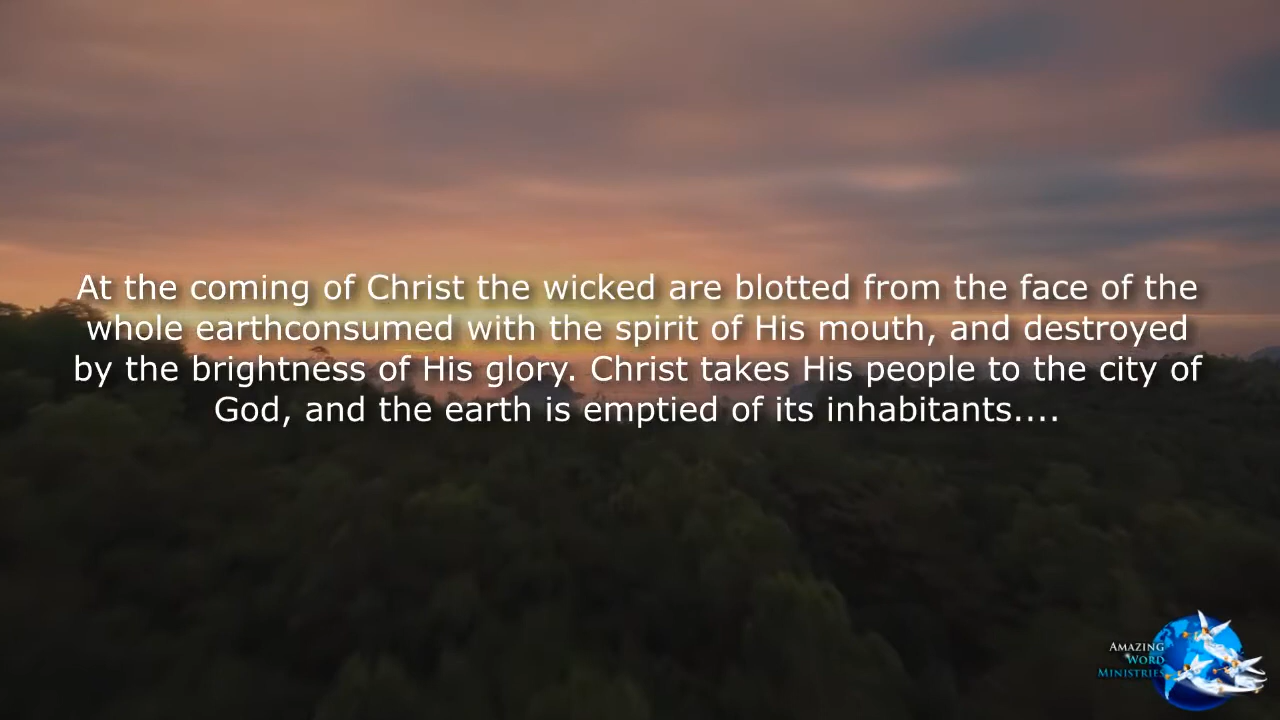 At the coming of Christ the wicked are blotted from the face of the
whole earthconsumed with the spirit of His mouth, and destroyed
by the brightness of His glory. Christ takes His people to the city of
God, and the earth is emptied of its inhabitants....
AMAZING
WORD
MINISTRIES